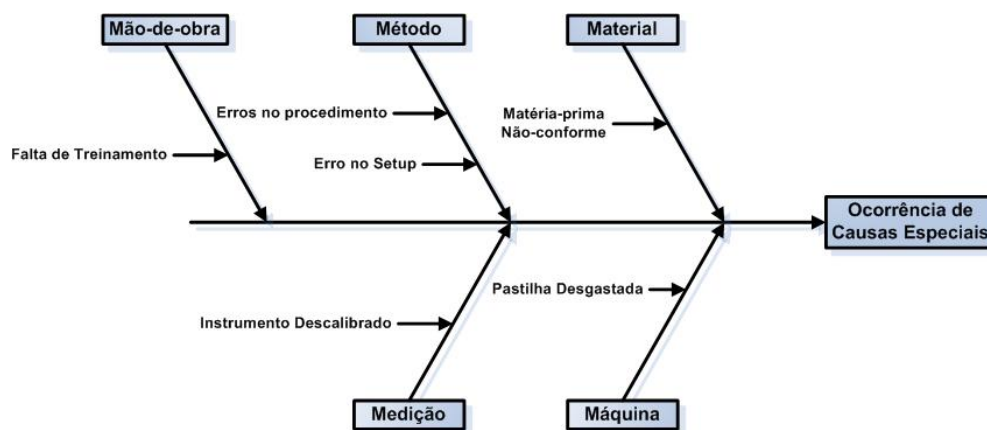 Mão-de-obra
Método
Material
Erros no procedimento
Matéria-prima
Não-conforme
Falta de Treinamento
Erro no Setup
Ocorrência de
Causas Especiais
Pastilha Desgastada
Instrumento Descalibrado
Medição
Máquina